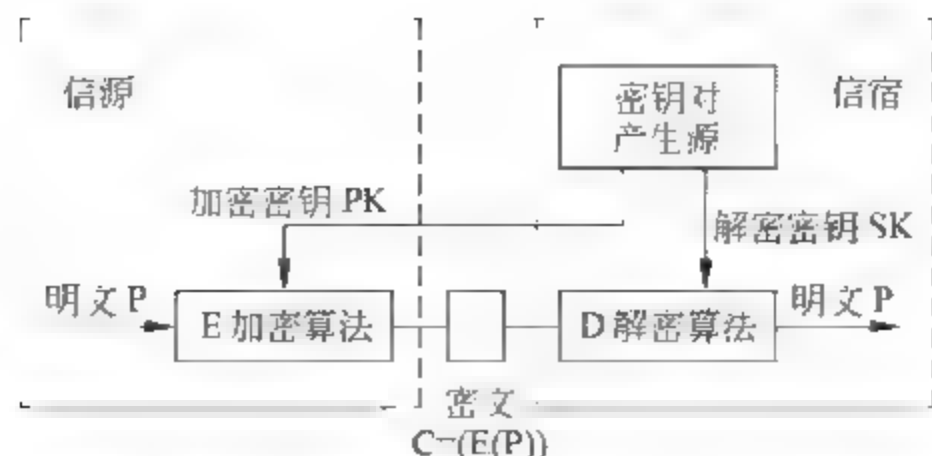 信源
信宿
密钥对
产生源
加密密钥 PK
解密密钥 SK
明文 P
E 加密算法
D 解密算法
明文 P
密文
C=(E(P))